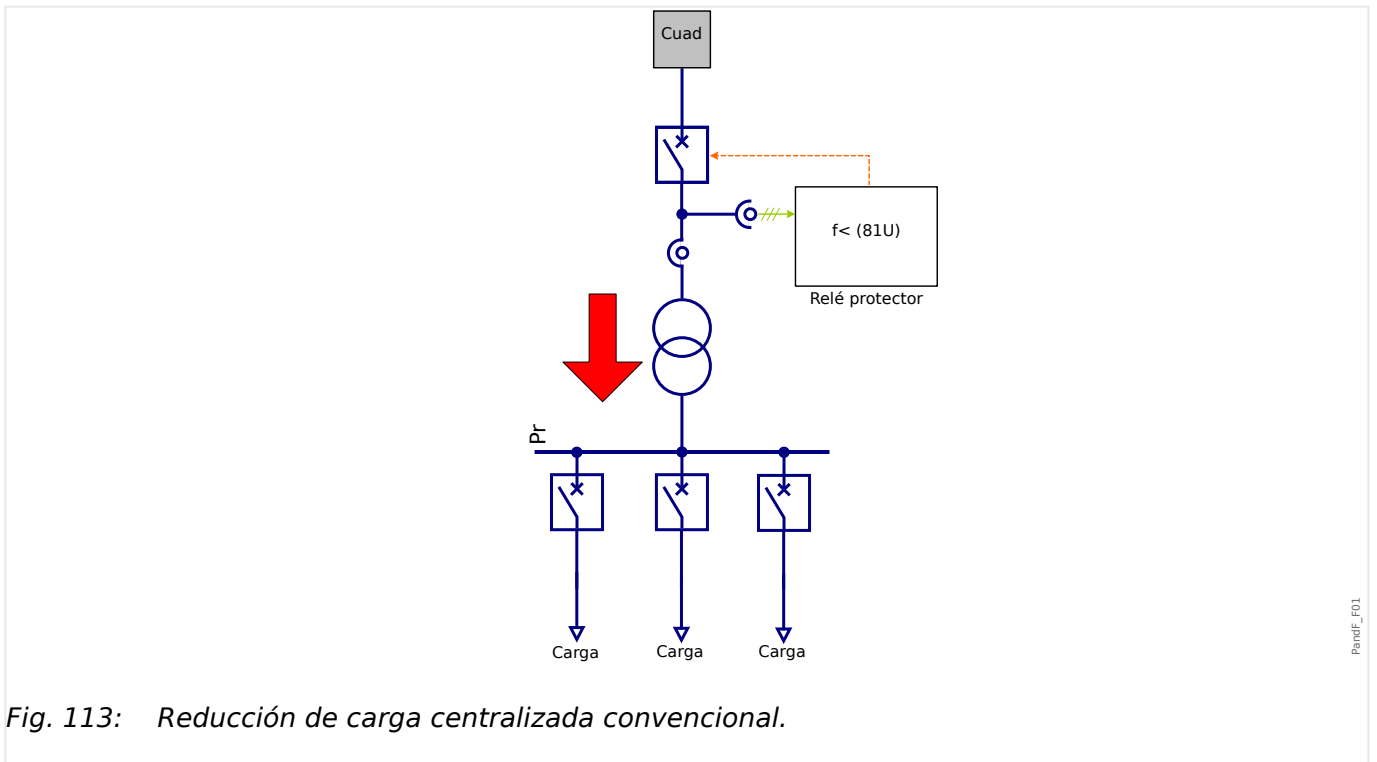 Cuad
f< (81U)
Relé protector
Pr
Carga
Carga
Carga
PandF_F01
Fig. 113: Reducción de carga centralizada convencional.